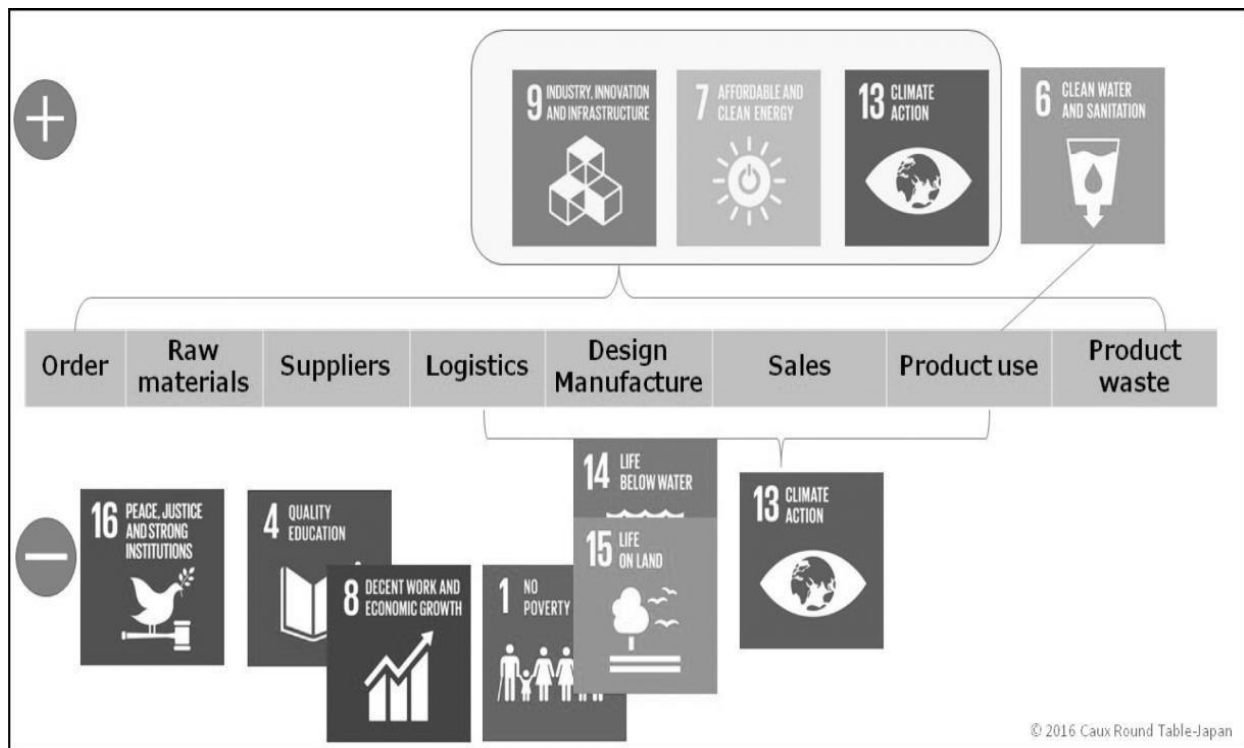 +
9 INDUSTRY, INNOVATION
AND INFRASTRUCTURE
7 AFFORDABLE AND
CLEAN ENERGY
13 CLIMATE
ACTION
6 CLEAN WATER
AND SANITATION
Order
Raw
materials
Suppliers
Logistics
Design
Manufacture
Sales
Product use
Product
waste
−
16 PEACE, JUSTICE
AND STRONG
INSTITUTIONS
4 QUALITY
EDUCATION
8 DECENT WORK AND
ECONOMIC GROWTH
1 NO
POVERTY
14 LIFE
BELOW WATER
15 LIFE
ON LAND
13 CLIMATE
ACTION
© 2016 Caux Round Table-Japan